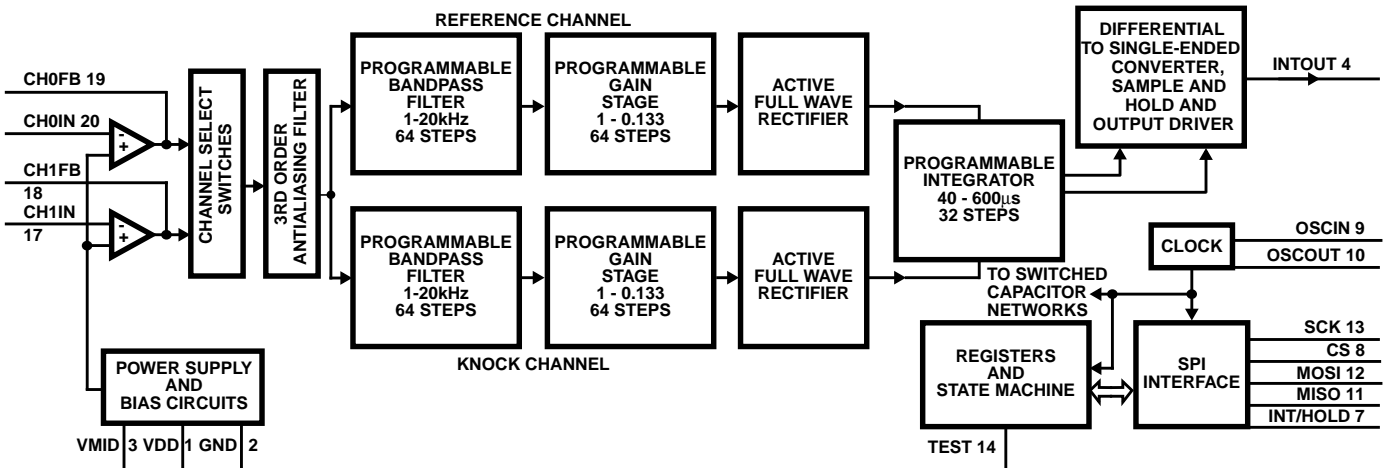 REFERENCE CHANNEL
CH0FB 19
CH0IN 20
CH1FB
18
CH1IN
17
-
+
-
+
CHANNEL SELECT
SWITCHES
3RD ORDER
ANTIALIASING FILTER
PROGRAMMABLE
BANDPASS
FILTER
1-20kHz
64 STEPS
PROGRAMMABLE
GAIN
STAGE
1 - 0.133
64 STEPS
ACTIVE
FULL WAVE
RECTIFIER
PROGRAMMABLE
BANDPASS
FILTER
1-20kHz
64 STEPS
PROGRAMMABLE
GAIN
STAGE
1 - 0.133
64 STEPS
ACTIVE
FULL WAVE
RECTIFIER
KNOCK CHANNEL
PROGRAMMABLE
INTEGRATOR
40 - 600µs
32 STEPS
DIFFERENTIAL
TO SINGLE-ENDED
CONVERTER,
SAMPLE AND
HOLD AND
OUTPUT DRIVER
INTOUT 4
CLOCK
OSCIN 9
OSCOUT 10
TO SWITCHED
CAPACITOR
NETWORKS
REGISTERS
AND
STATE MACHINE
SPI
INTERFACE
SCK 13
CS 8
MOSI 12
MISO 11
INT/HOLD 7
TEST 14
POWER SUPPLY
AND
BIAS CIRCUITS
VMID 3 VDD 1 GND 2